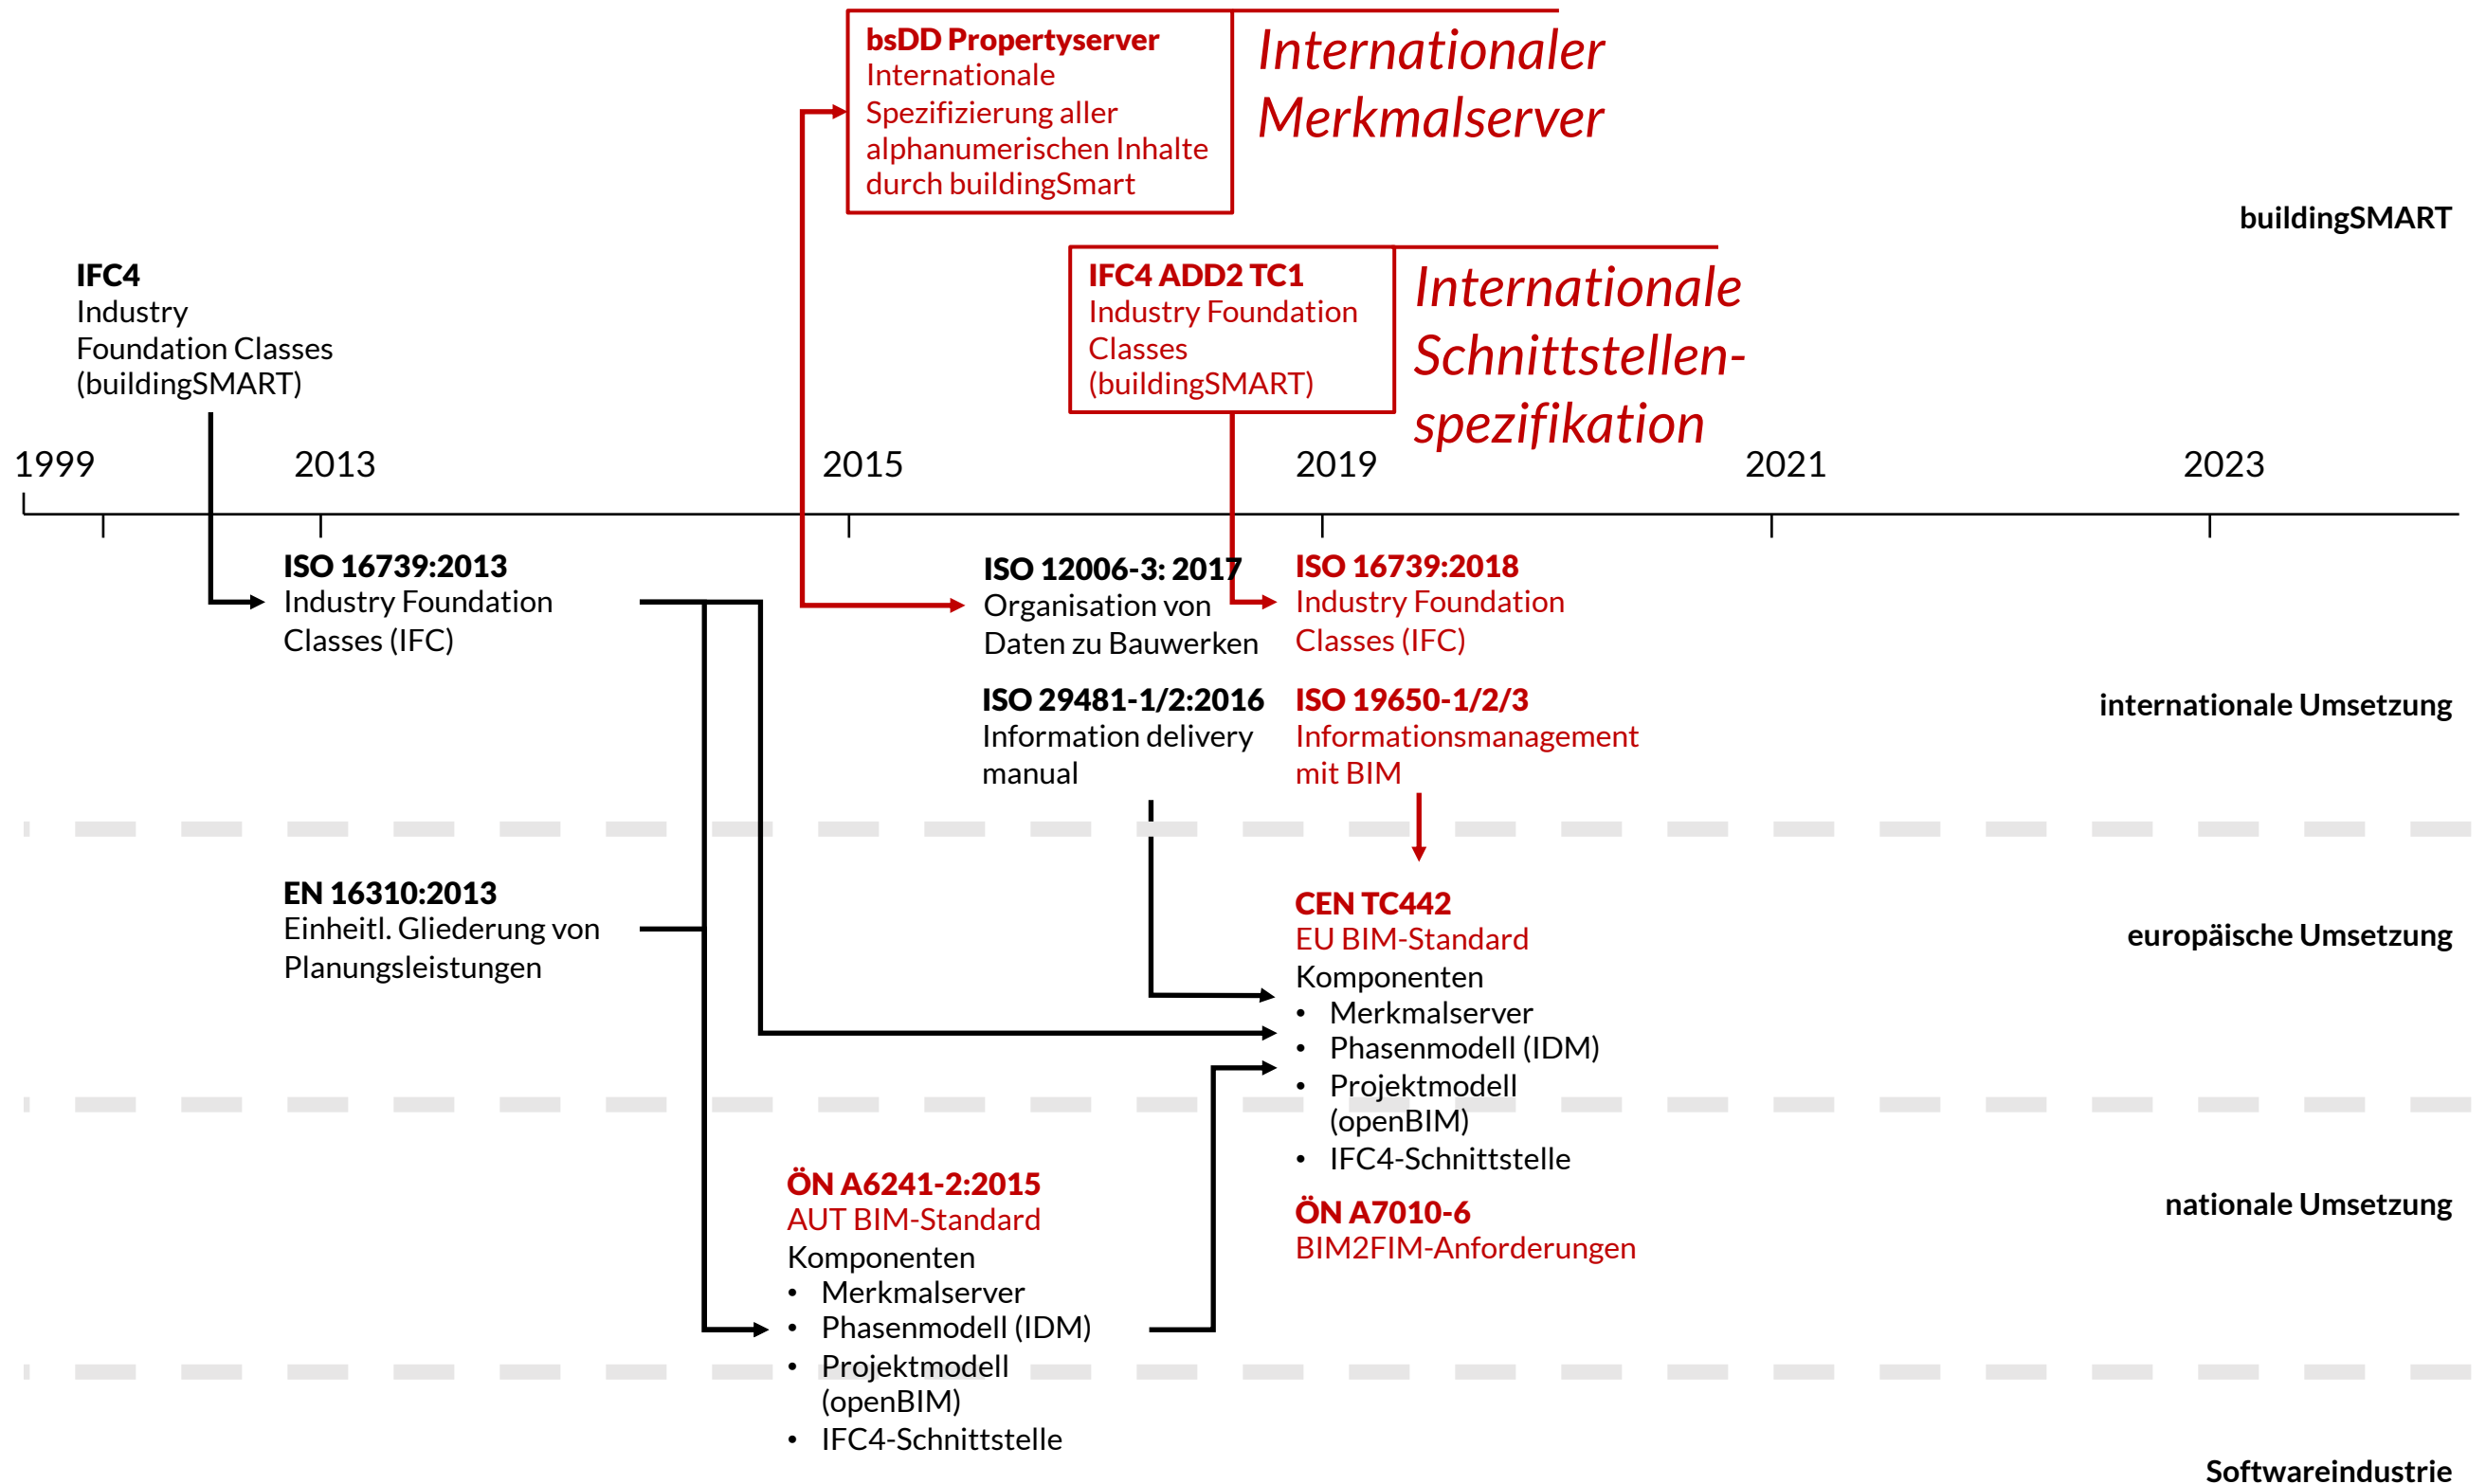 bsDD Propertyserver
Internationale
Spezifizierung aller
alphanumerischen Inhalte
durch buildingSmart
Internationaler
Merkmalserver
buildingSMART
IFC4
Industry
Foundation Classes
(buildingSMART)
IFC4 ADD2 TC1
Industry Foundation
Classes
(buildingSMART)
Internationale
Schnittstellen-
spezifikation
1999
2013
2015
2019
2021
2023
ISO 16739:2013
Industry Foundation
Classes (IFC)
ISO 12006-3: 2017
Organisation von
Daten zu Bauwerken
ISO 16739:2018
Industry Foundation
Classes (IFC)
ISO 29481-1/2:2016
Information delivery
manual
ISO 19650-1/2/3
Informationsmanagement
mit BIM
internationale Umsetzung
EN 16310:2013
Einheitl. Gliederung von
Planungsleistungen
CEN TC442
EU BIM-Standard
Komponenten
• Merkmalserver
• Phasenmodell (IDM)
• Projektmodell
(openBIM)
• IFC4-Schnittstelle
europäische Umsetzung
ÖN A6241-2:2015
AUT BIM-Standard
Komponenten
• Merkmalserver
• Phasenmodell (IDM)
• Projektmodell
(openBIM)
• IFC4-Schnittstelle
ÖN A7010-6
BIM2FIM-Anforderungen
nationale Umsetzung
Softwareindustrie